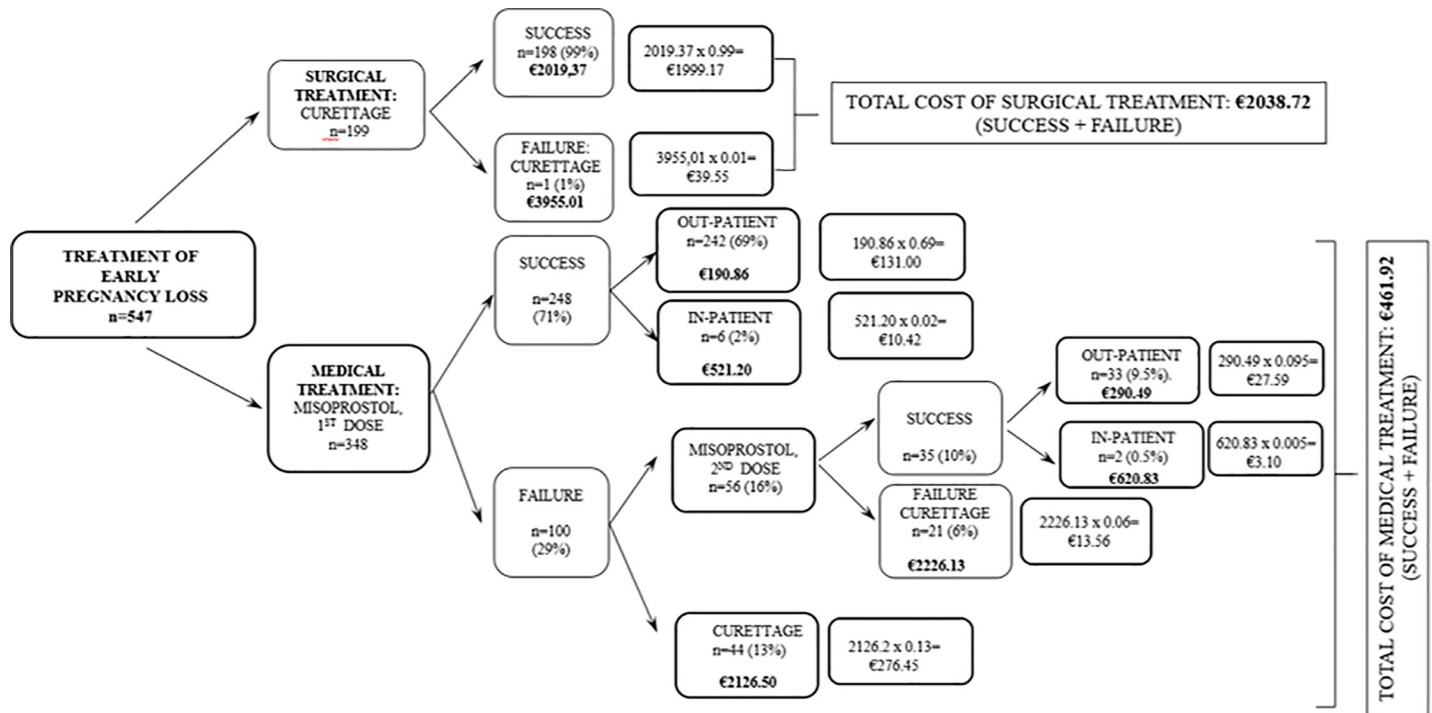 TREATMENT OF
EARLY
PREGNANCY LOSS
n=547
SURGICAL
TREATMENT:
CURETTAGE
n=199
SUCCESS
n=198 (99%)
€2019,37
2019.37 x 0.99=
€1999.17
FAILURE:
CURETTAGE
n=1 (1%)
€3955.01
3955,01 x 0.01=
€39.55
TOTAL COST OF SURGICAL TREATMENT: €2038.72
(SUCCESS + FAILURE)
MEDICAL
TREATMENT:
MISOPROSTOL,
1ST DOSE
n=348
SUCCESS
n=248
(71%)
OUT-PATIENT
n=242 (69%)
€190.86
190.86 x 0.69=
€131.00
IN-PATIENT
n=6 (2%)
€521.20
521.20 x 0.02=
€10.42
FAILURE
n=100
(29%)
MISOPROSTOL,
2ND DOSE
n=56 (16%)
SUCCESS
n=35 (10%)
OUT-PATIENT
n=33 (9.5%).
€290.49
290.49 x 0.095=
€27.59
IN-PATIENT
n=2 (0.5%)
€620.83
620.83 x 0.005=
€3.10
FAILURE
CURETTAGE
n=21 (6%)
€2226.13
2226.13 x 0.06=
€13.56
CURETTAGE
n=44 (13%)
€2126.50
2126.2 x 0.13=
€276.45
TOTAL COST OF MEDICAL TREATMENT: €461.92
(SUCCESS + FAILURE)